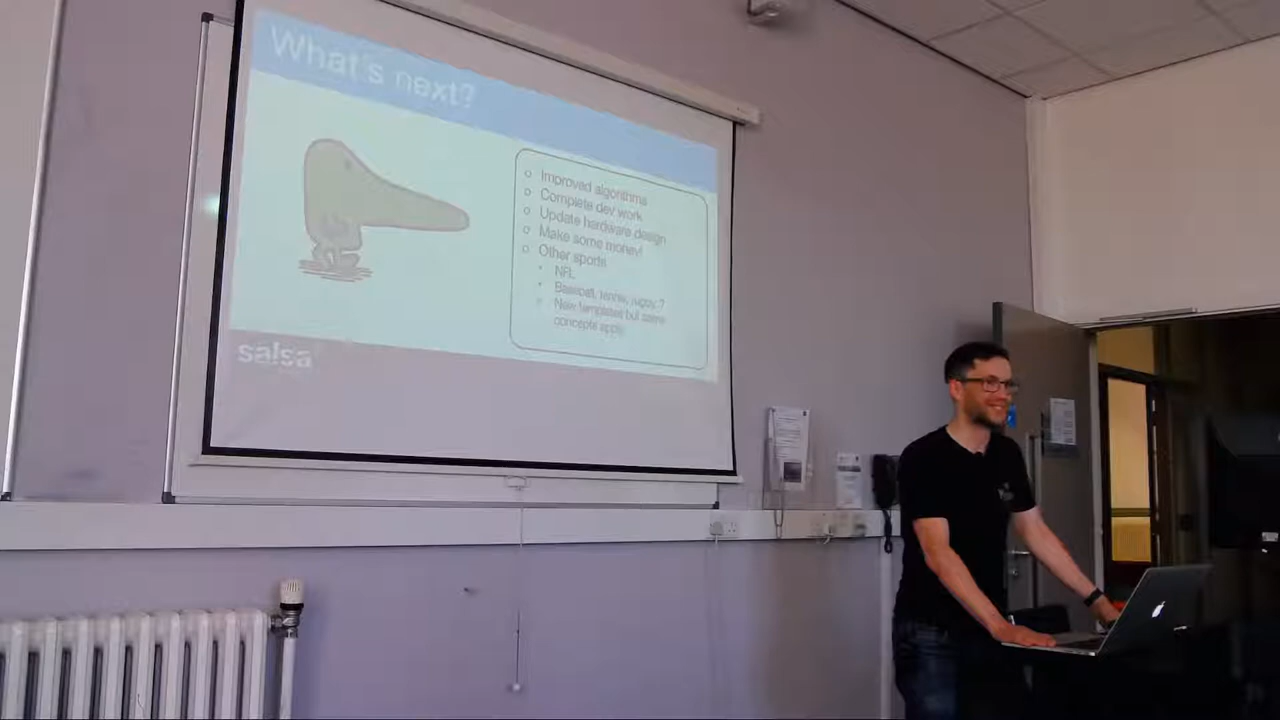 What's next?
Improved algorithms
Complete dev work
Update hardware design
Make some money!
Other sports
NFL
Baseball, tennis, rugby..?
New templates but same
concepts apply
salsa